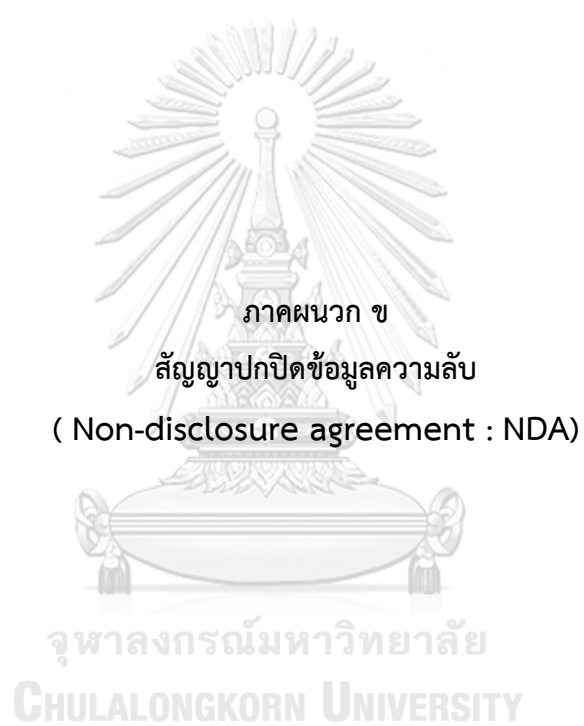 ภาคผนวก ข
สัญญาปกปิดข้อมูลความลับ
( Non-disclosure agreement : NDA)
จุฬาลงกรณ์มหาวิทยาลัย
CHULALONGKORN UNIVERSITY